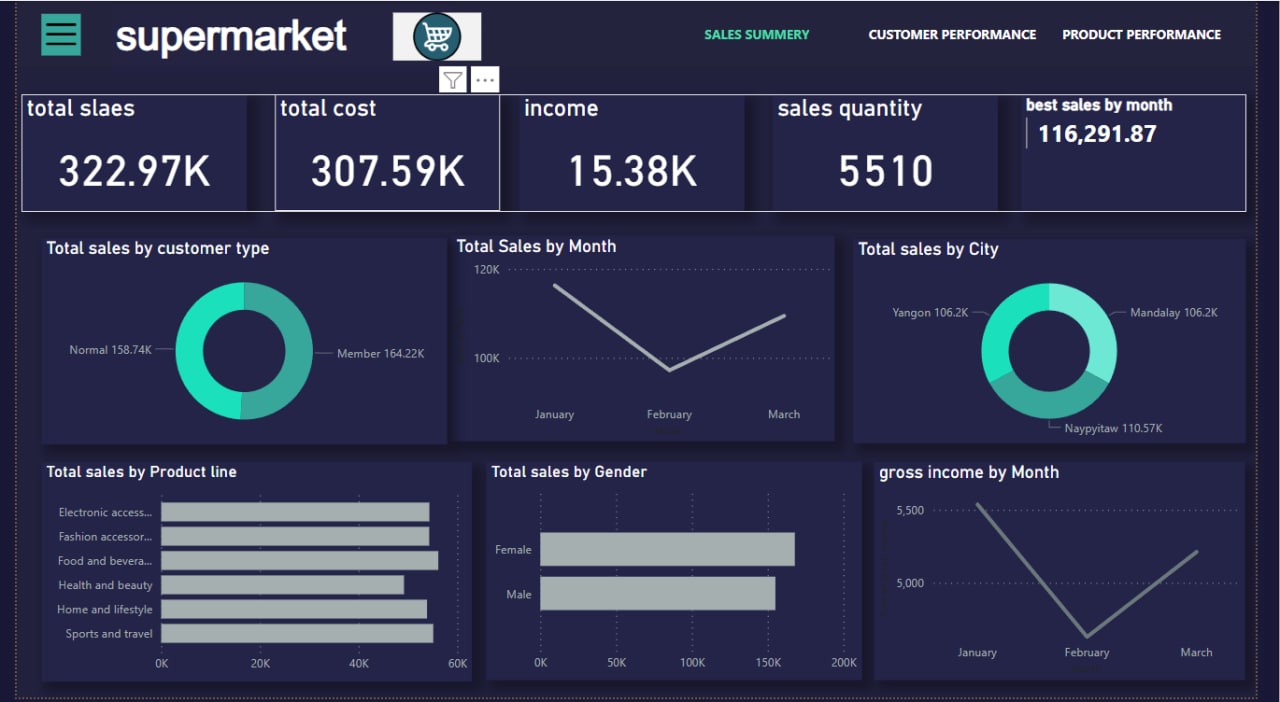 supermarket
SALES SUMMERY
CUSTOMER PERFORMANCE
PRODUCT PERFORMANCE
total slaes
322.97K
total cost
307.59K
income
15.38K
sales quantity
5510
best sales by month
116,291.87
Total sales by customer type
Normal 158.74K
Member 164.22K
Total Sales by Month
120K
100K
January
February
March
Total sales by City
Yangon 106.2K
Mandalay 106.2K
Naypyitaw 110.57K
Total sales by Product line
Electronic access...
Fashion accessor...
Food and bevera...
Health and beauty
Home and lifestyle
Sports and travel
0K
20K
40K
60K
Total sales by Gender
Female
Male
0K
50K
100K
150K
200K
gross income by Month
5,500
5,000
January
February
March